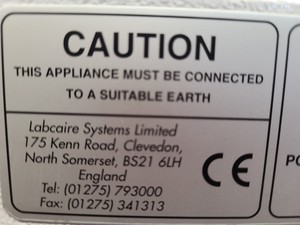 CAUTION
THIS APPLIANCE MUST BE CONNECTED
TO A SUITABLE EARTH
Labcaire Systems Limited
175 Kenn Road, Clevedon,
North Somerset, BS21 6LH
England
Tel: (01275) 793000
Fax: (01275) 341313
CE
PO